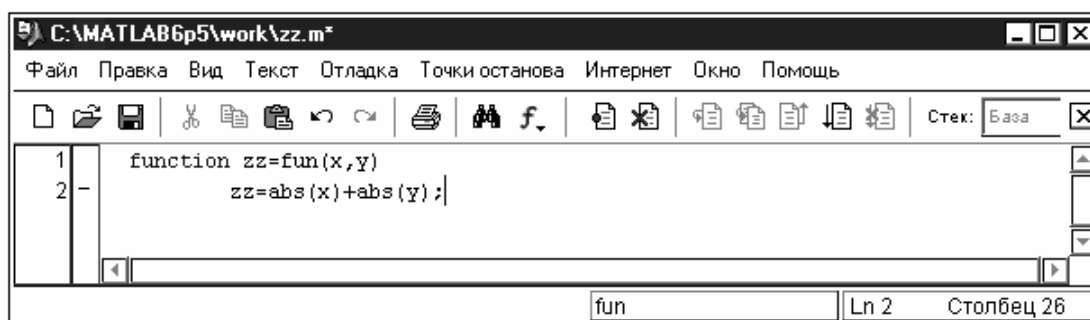 C:\MATLAB6p5\work\zz.m*
Файл Правка Вид Текст Отладка Точки останова Интернет Окно Помощь
f Стек: База
1 function zz=fun(x,y)
2 - zz=abs(x)+abs(y);
fun Ln 2 Столбец 26